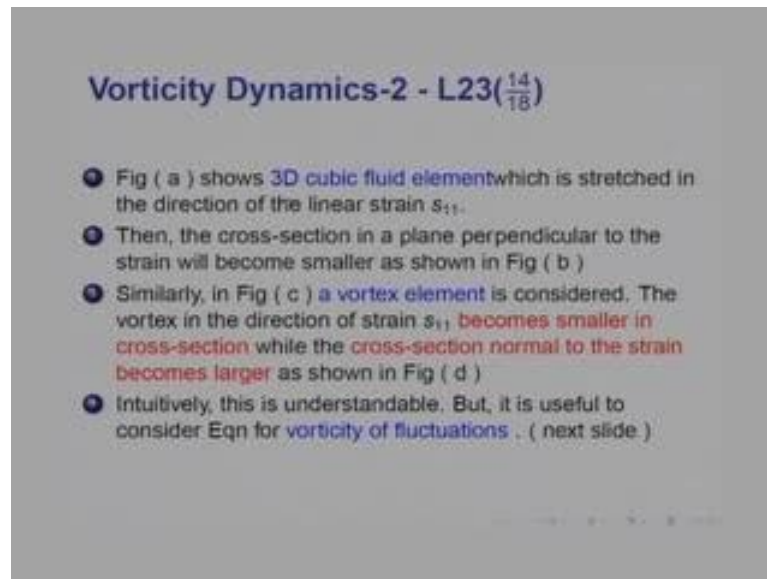 Vorticity Dynamics-2 - L23(14/18)
Fig ( a ) shows 3D cubic fluid elementwhich is stretched in
the direction of the linear strain s₁₁.
Then, the cross-section in a plane perpendicular to the
strain will become smaller as shown in Fig ( b )
Similarly, in Fig ( c ) a vortex element is considered. The
vortex in the direction of strain s₁₁ becomes smaller in
cross-section while the cross-section normal to the strain
becomes larger as shown in Fig ( d )
Intuitively, this is understandable. But, it is useful to
consider Eqn for vorticity of fluctuations . ( next slide )